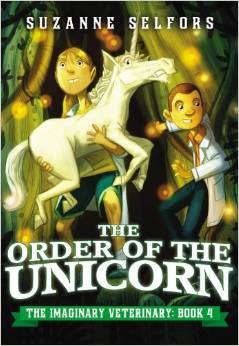 SUZANNE SELFORS
THE
ORDER OF THE
UNICORN
THE IMAGINARY VETERINARY: BOOK 4